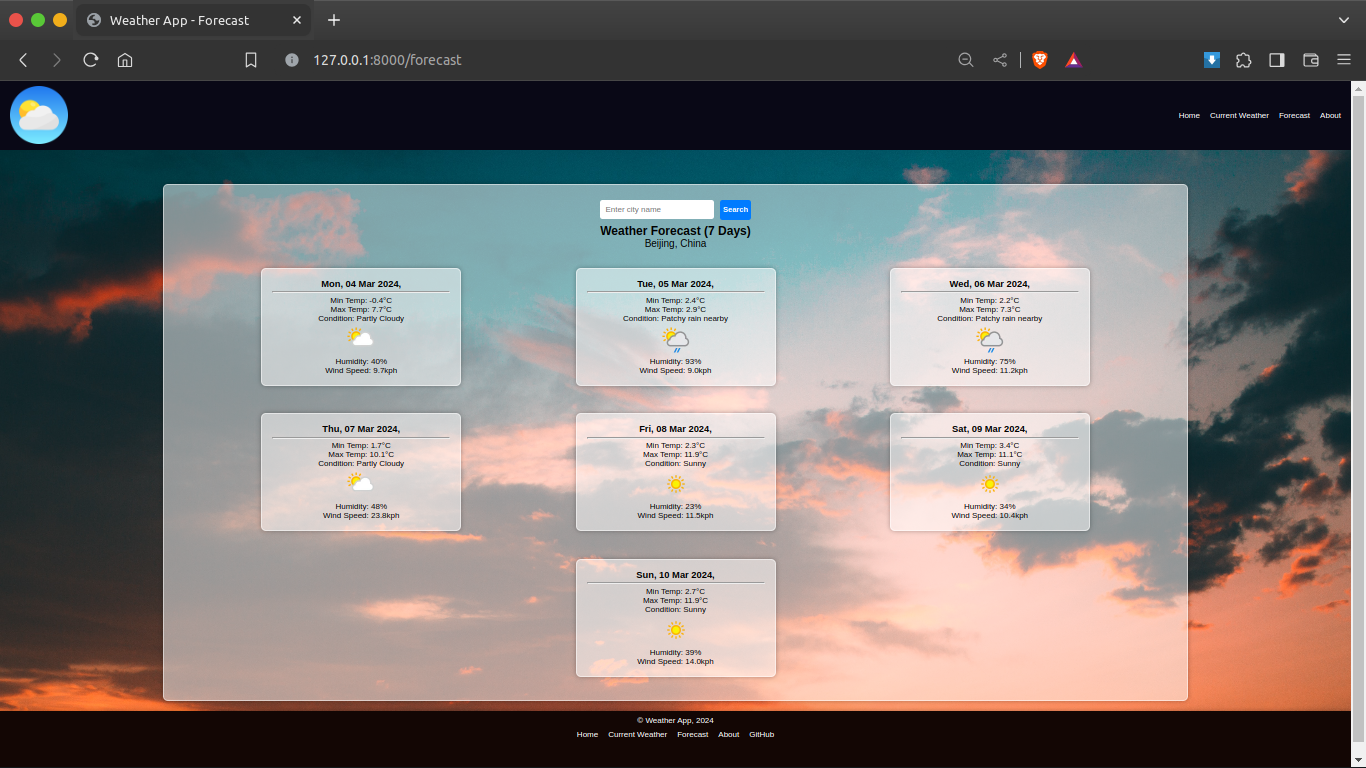 Weather App - Forecast
127.0.0.1:8000/forecast
Home Current Weather Forecast About
Enter city name Search
Weather Forecast (7 Days)
Beijing, China
Mon, 04 Mar 2024,
Min Temp: -0.4°C
Max Temp: 7.7°C
Condition: Partly Cloudy
Humidity: 40%
Wind Speed: 9.7kph
Tue, 05 Mar 2024,
Min Temp: 2.4°C
Max Temp: 2.9°C
Condition: Patchy rain nearby
Humidity: 93%
Wind Speed: 9.0kph
Wed, 06 Mar 2024,
Min Temp: 2.2°C
Max Temp: 7.3°C
Condition: Patchy rain nearby
Humidity: 75%
Wind Speed: 11.2kph
Thu, 07 Mar 2024,
Min Temp: 1.7°C
Max Temp: 10.1°C
Condition: Partly Cloudy
Humidity: 48%
Wind Speed: 23.8kph
Fri, 08 Mar 2024,
Min Temp: 2.3°C
Max Temp: 11.9°C
Condition: Sunny
Humidity: 23%
Wind Speed: 11.5kph
Sat, 09 Mar 2024,
Min Temp: 3.4°C
Max Temp: 11.1°C
Condition: Sunny
Humidity: 34%
Wind Speed: 10.4kph
Sun, 10 Mar 2024,
Min Temp: 2.7°C
Max Temp: 11.9°C
Condition: Sunny
Humidity: 39%
Wind Speed: 14.0kph
© Weather App, 2024
Home Current Weather Forecast About GitHub